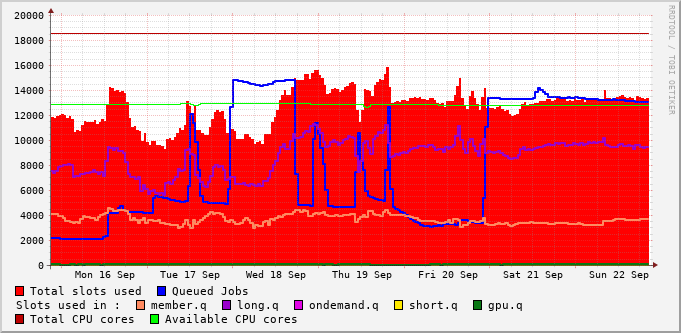 20000
18000
16000
14000
12000
10000
8000
6000
4000
2000
0
Mon 16 Sep Tue 17 Sep Wed 18 Sep Thu 19 Sep Fri 20 Sep Sat 21 Sep Sun 22 Sep
Total slots used Queued Jobs
Slots used in : member.q long.q ondemand.q short.q gpu.q
Total CPU cores Available CPU cores
RRDTOOL / TOBI OETIKER